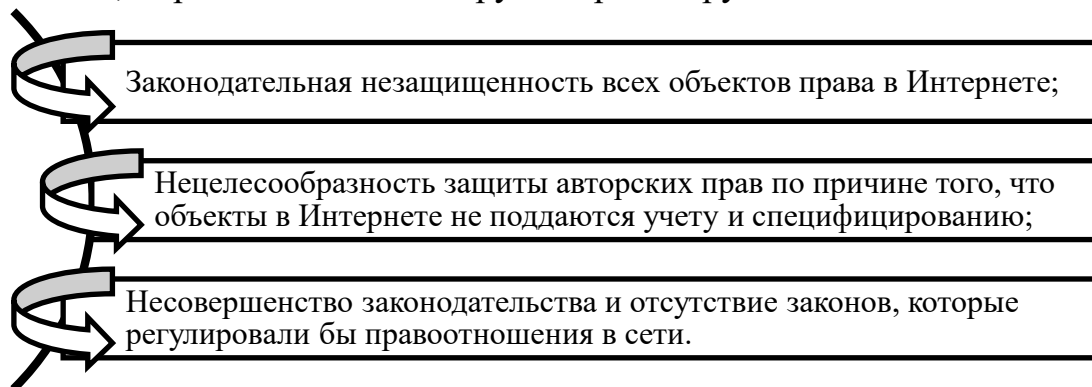 Законодательная незащищенность всех объектов права в Интернете;
Нецелесообразность защиты авторских прав по причине того, что
объекты в Интернете не поддаются учету и специфицированию;
Несовершенство законодательства и отсутствие законов, которые
регулировали бы правоотношения в сети.